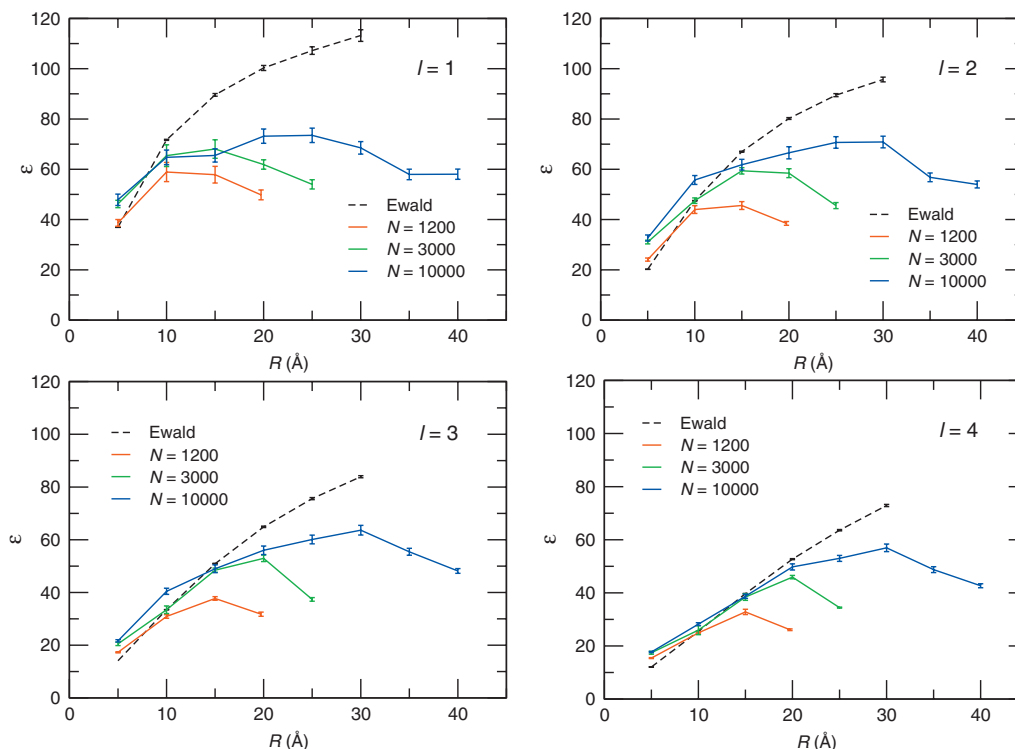 120
100
80
60
40
20
0
ε
l = 1
Ewald
N = 1200
N = 3000
N = 10000
0 10 20 30 40
R (Å)
120
100
80
60
40
20
0
ε
l = 2
Ewald
N = 1200
N = 3000
N = 10000
0 10 20 30 40
R (Å)
120
100
80
60
40
20
0
ε
l = 3
Ewald
N = 1200
N = 3000
N = 10000
0 10 20 30 40
R (Å)
120
100
80
60
40
20
0
ε
l = 4
Ewald
N = 1200
N = 3000
N = 10000
0 10 20 30 40
R (Å)